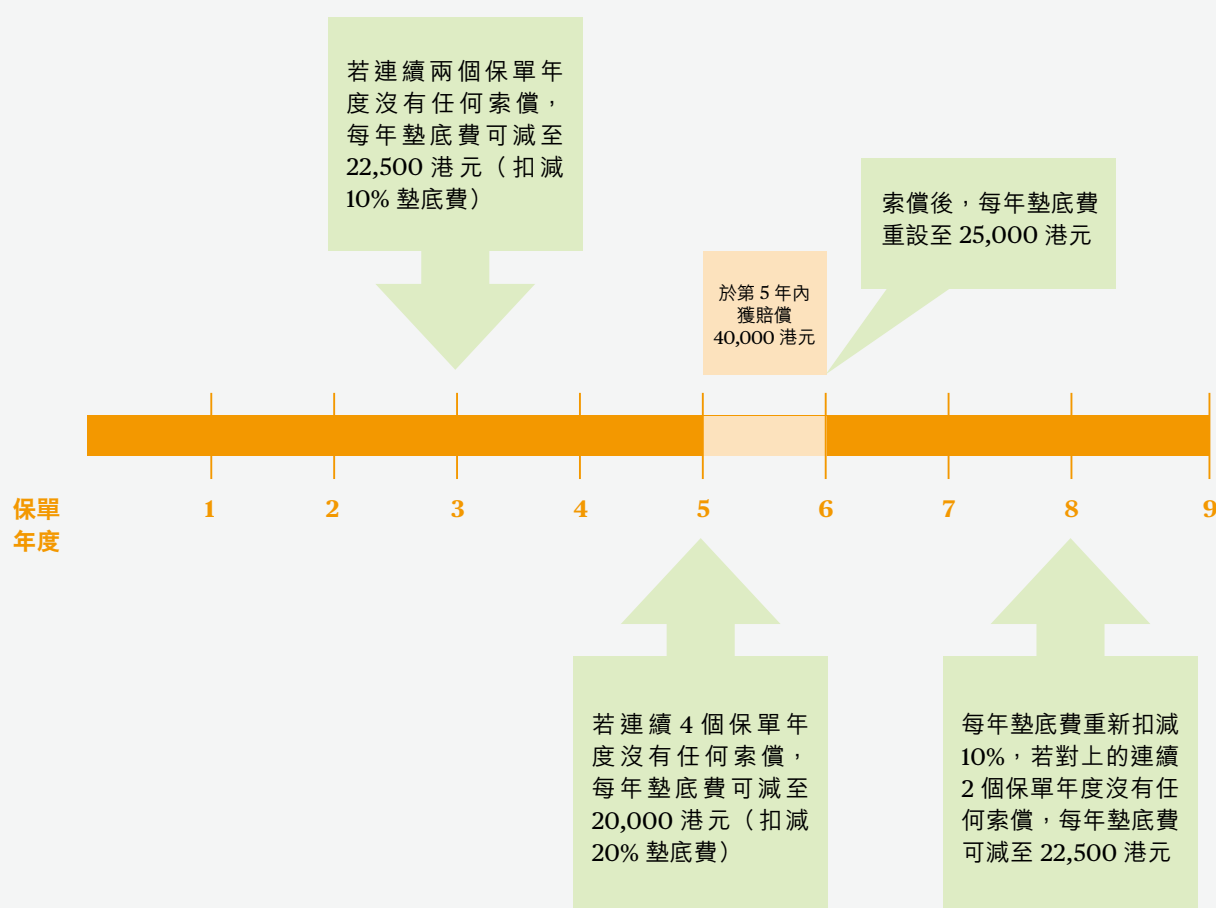 若連續兩個保單年
度沒有任何索償，
每年墊底費可減至
22,500 港元（扣減
10% 墊底費）
索償後，每年墊底費
重設至 25,000 港元
於第 5 年內
獲賠償
40,000 港元
保單
年度
1 2 3 4 5 6 7 8 9
若連續 4 個保單年
度沒有任何索償，
每年墊底費可減至
20,000 港元（扣減
20% 墊底費）
每年墊底費重新扣減
10%，若對上的連續
2 個保單年度沒有任
何索償，每年墊底費
可減至 22,500 港元